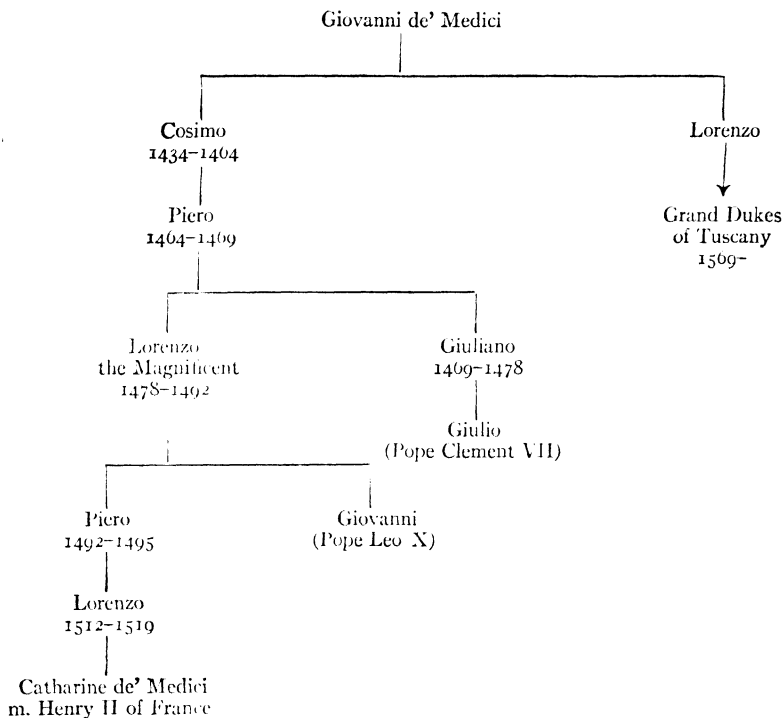 Giovanni de' Medici
Cosimo
1434-1464
Lorenzo
Piero
1464-1469
Grand Dukes
of Tuscany
1569-
Lorenzo
the Magnificent
1478-1492
Giuliano
1469-1478
Giulio
(Pope Clement VII)
Piero
1492-1495
Giovanni
(Pope Leo X)
Lorenzo
1512-1519
Catharine de' Medici
m. Henry II of France